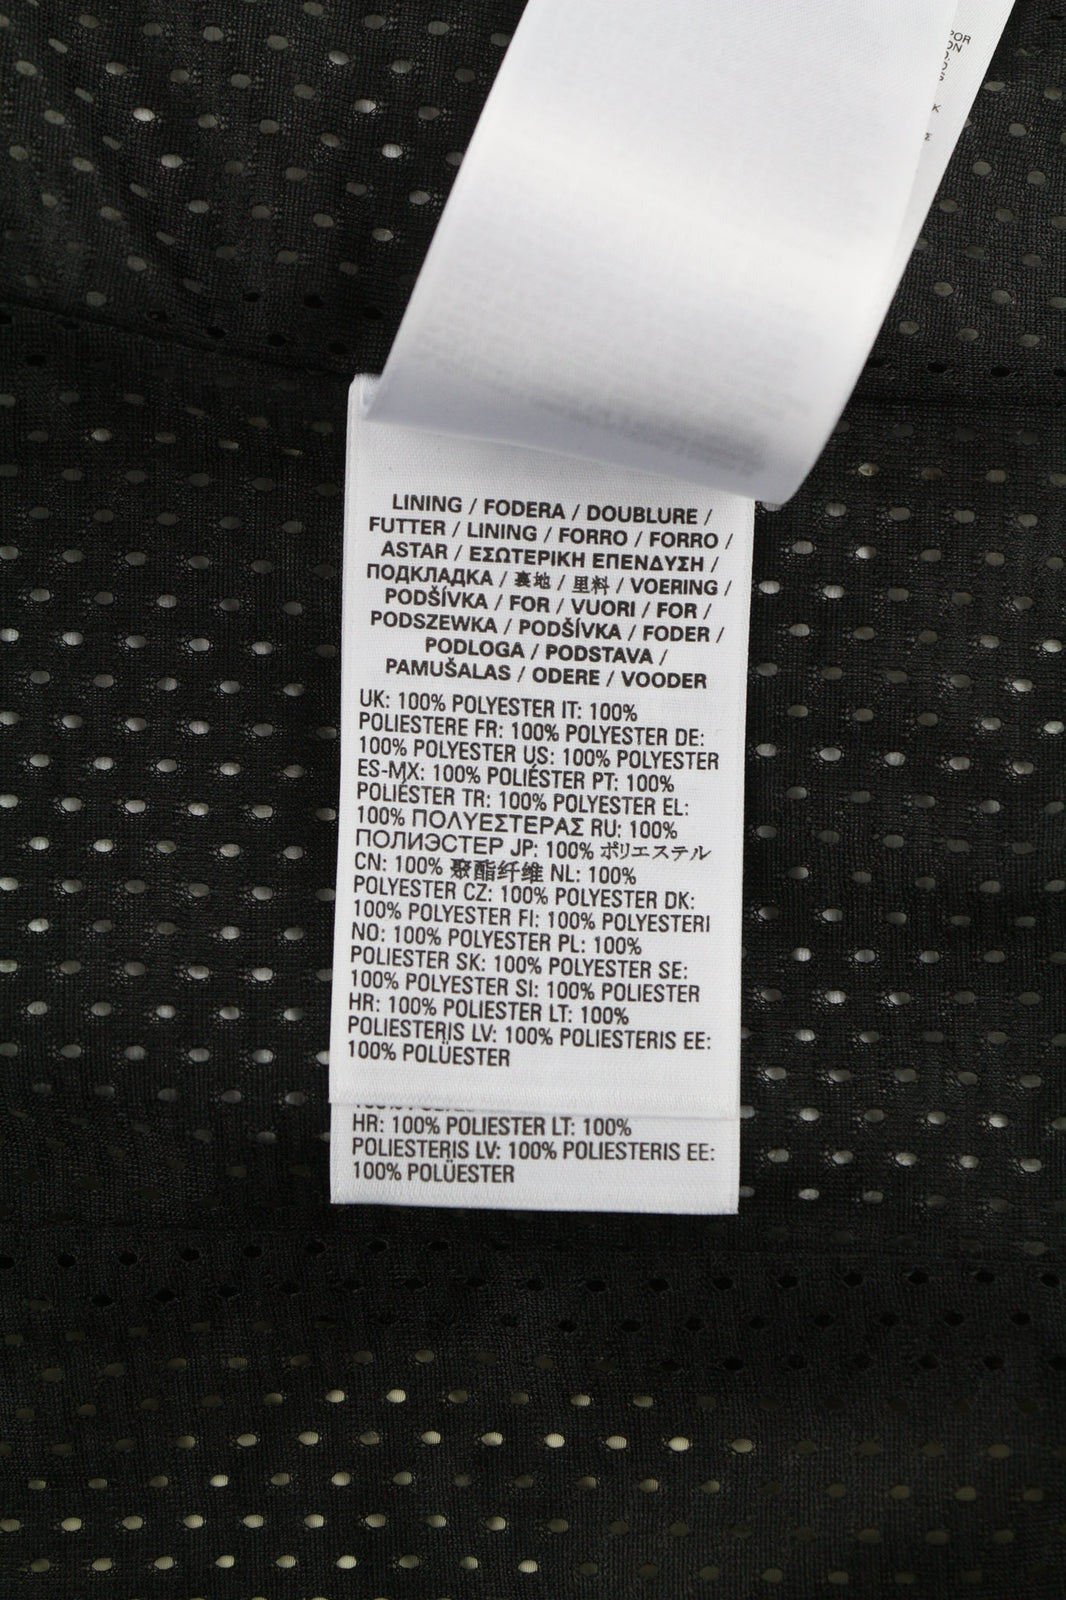 POR
ON
K
LINING / FODERA / DOUBLURE /
FUTTER / LINING / FORRO / FORRO /
ASTAR / ΕΣΩΤΕΡΙΚΗ ΕΠΕΝΔΥΣΗ /
ПОДКЛАДКА / 裏地 / 里料 / VOERING /
PODŠÍVKA / FOR / VUORI / FOR /
PODSZEWKA / PODŠÍVKA / FODER /
PODLOGA / PODSTAVA /
PAMUŠALAS / ODERE / VOODER
UK: 100% POLYESTER IT: 100%
POLIESTERE FR: 100% POLYESTER DE:
100% POLYESTER US: 100% POLYESTER
ES-MX: 100% POLIÉSTER PT: 100%
POLIÉSTER TR: 100% POLYESTER EL:
100% ΠΟΛΥΕΣΤΕΡΑΣ RU: 100%
ПОЛИЭСТЕР JP: 100% ポリエステル
CN: 100% 聚酯纤维 NL: 100%
POLYESTER CZ: 100% POLYESTER DK:
100% POLYESTER FI: 100% POLYESTERI
NO: 100% POLYESTER PL: 100%
POLIESTER SK: 100% POLYESTER SE:
100% POLYESTER SI: 100% POLIESTER
HR: 100% POLIESTER LT: 100%
POLIESTERIS LV: 100% POLIESTERIS EE:
100% POLÜESTER
HR: 100% POLIESTER LT: 100%
POLIESTERIS LV: 100% POLIESTERIS EE:
100% POLÜESTER